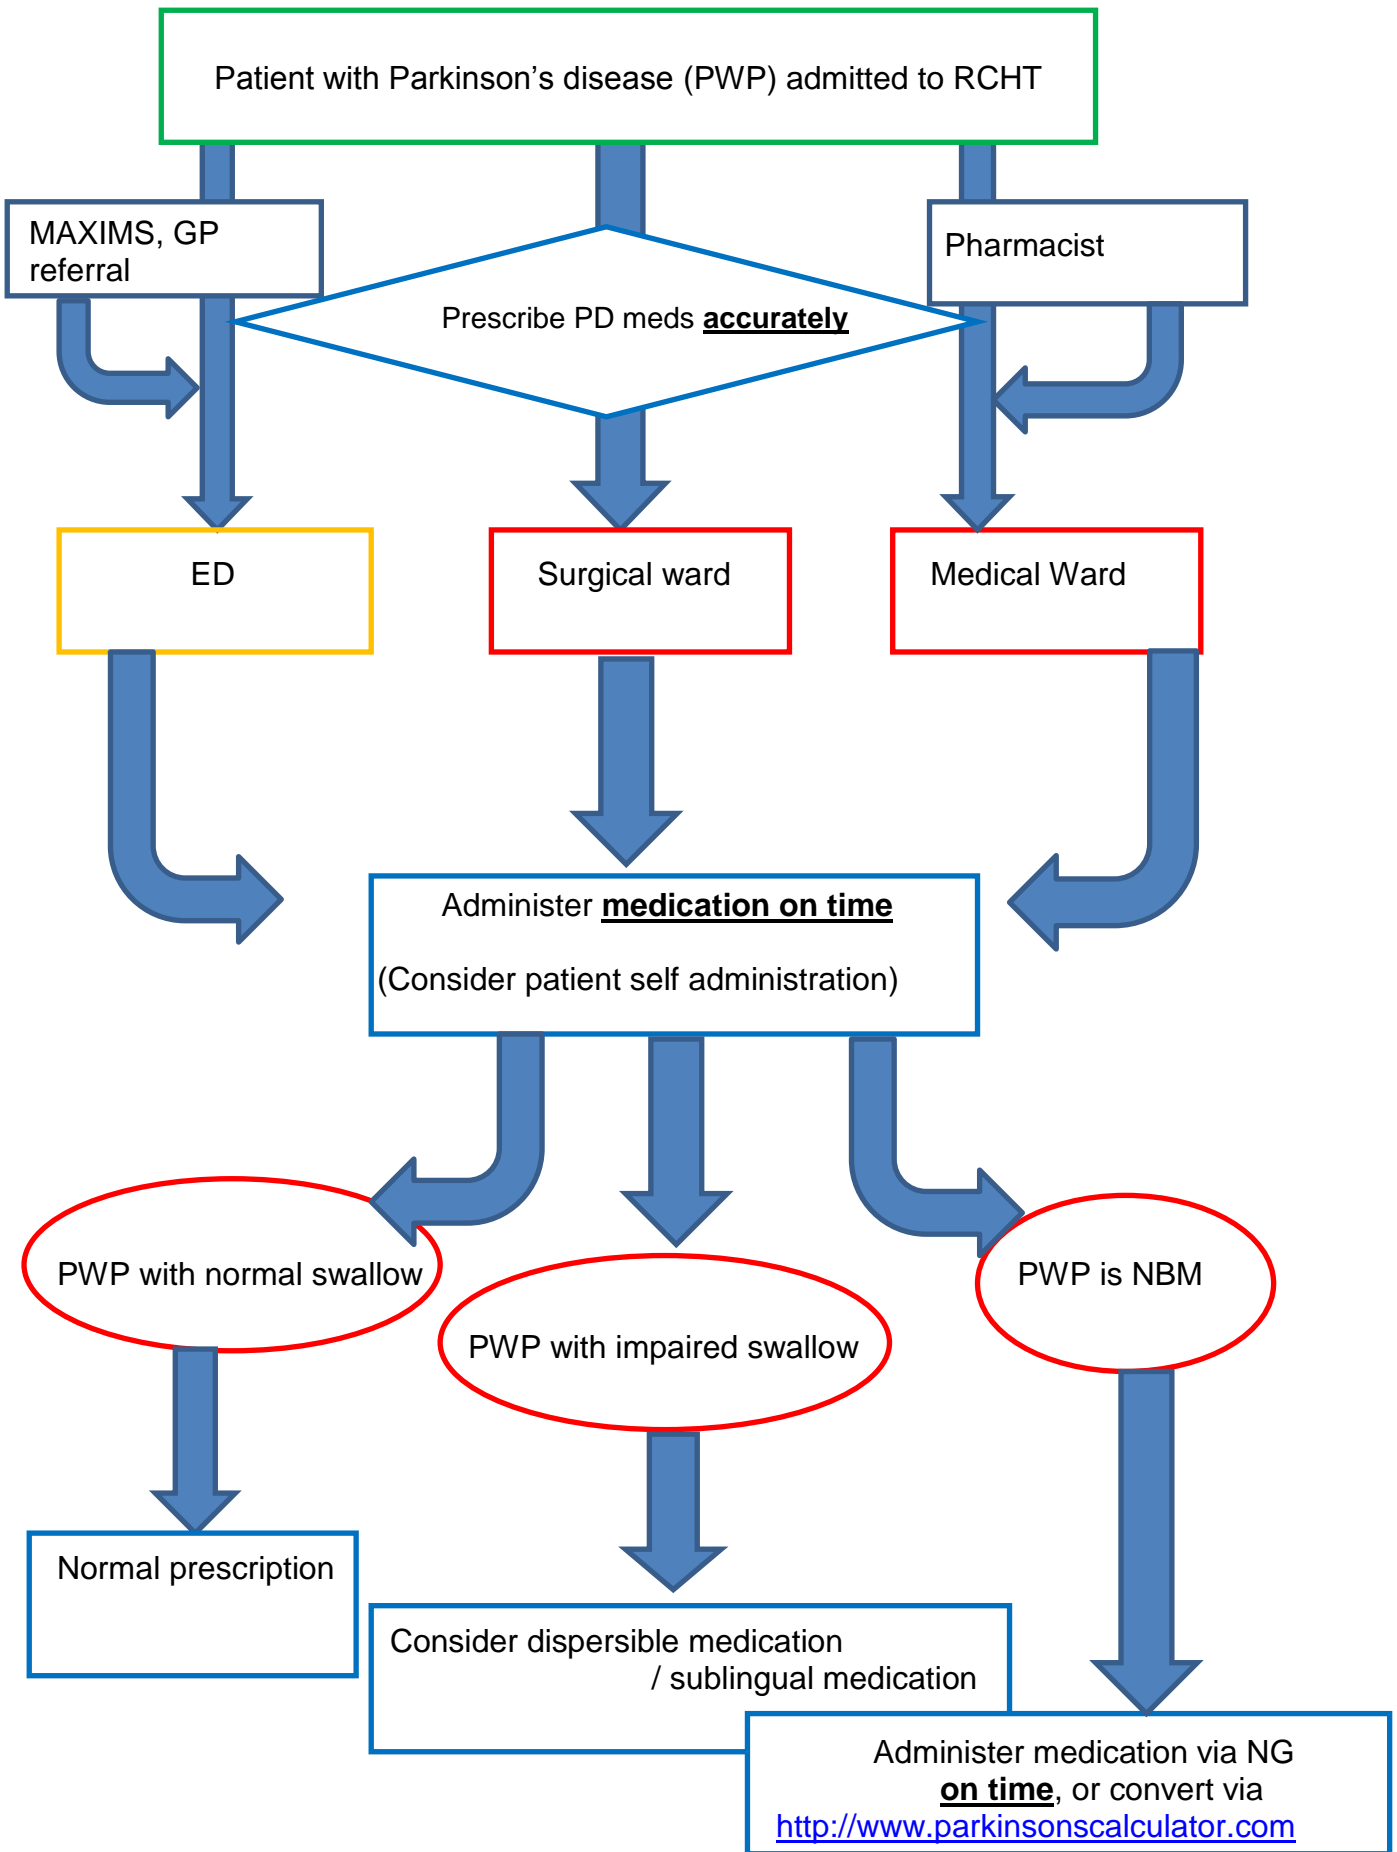 Patient with Parkinson's disease (PWP) admitted to RCHT
MAXIMS, GP
referral
Pharmacist
Prescribe PD meds accurately
ED
Surgical ward
Medical Ward
Administer medication on time
(Consider patient self administration)
PWP with normal swallow
PWP is NBM
PWP with impaired swallow
Normal prescription
Consider dispersible medication
/ sublingual medication
Administer medication via NG
on time, or convert via
http://www.parkinsonscalculator.com